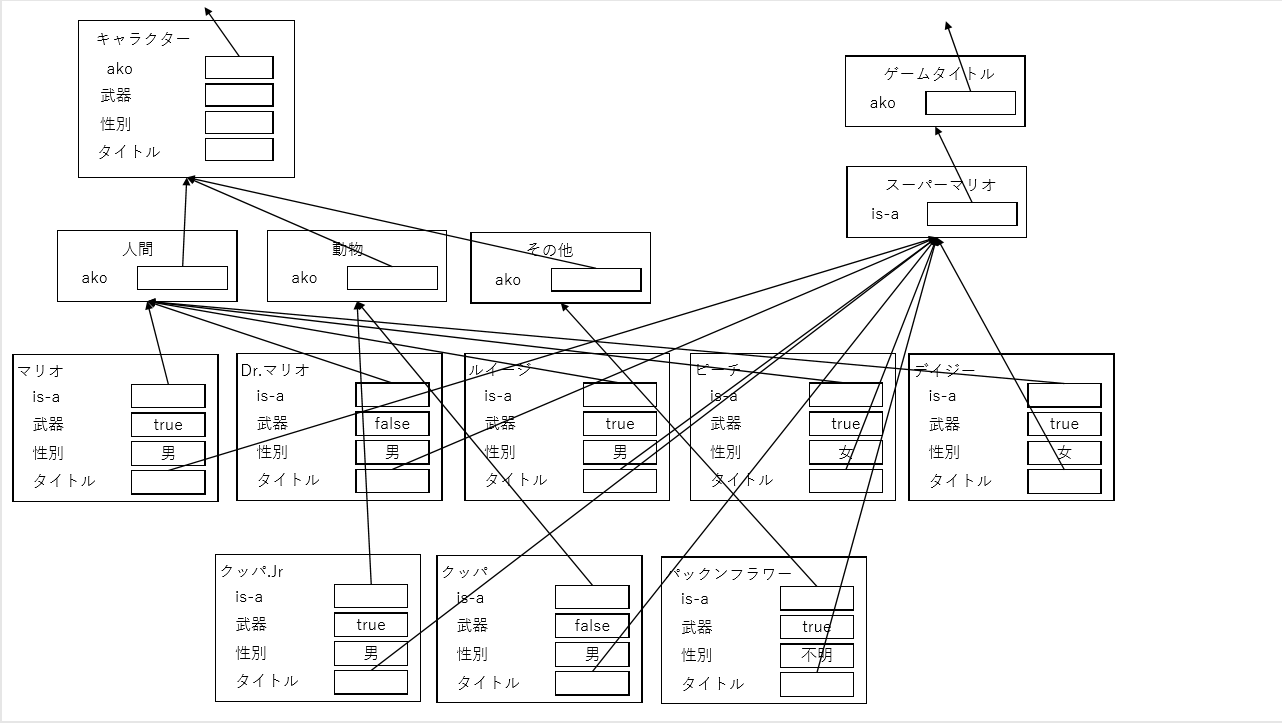 キャラクター
ako
武器
性別
タイトル
ゲームタイトル
ako
スーパーマリオ
is-a
人間
ako
動物
ako
その他
ako
マリオ
is-a
武器 true
性別 男
タイトル
Dr.マリオ
is-a
武器 false
性別 男
タイトル
ルイージ
is-a
武器 true
性別 男
タイトル
ピーチ
is-a
武器 true
性別 女
タイトル
デイジー
is-a
武器 true
性別 女
タイトル
クッパ.Jr
is-a
武器 true
性別 男
タイトル
クッパ
is-a
武器 false
性別 男
タイトル
パックンフラワー
is-a
武器 true
性別 不明
タイトル